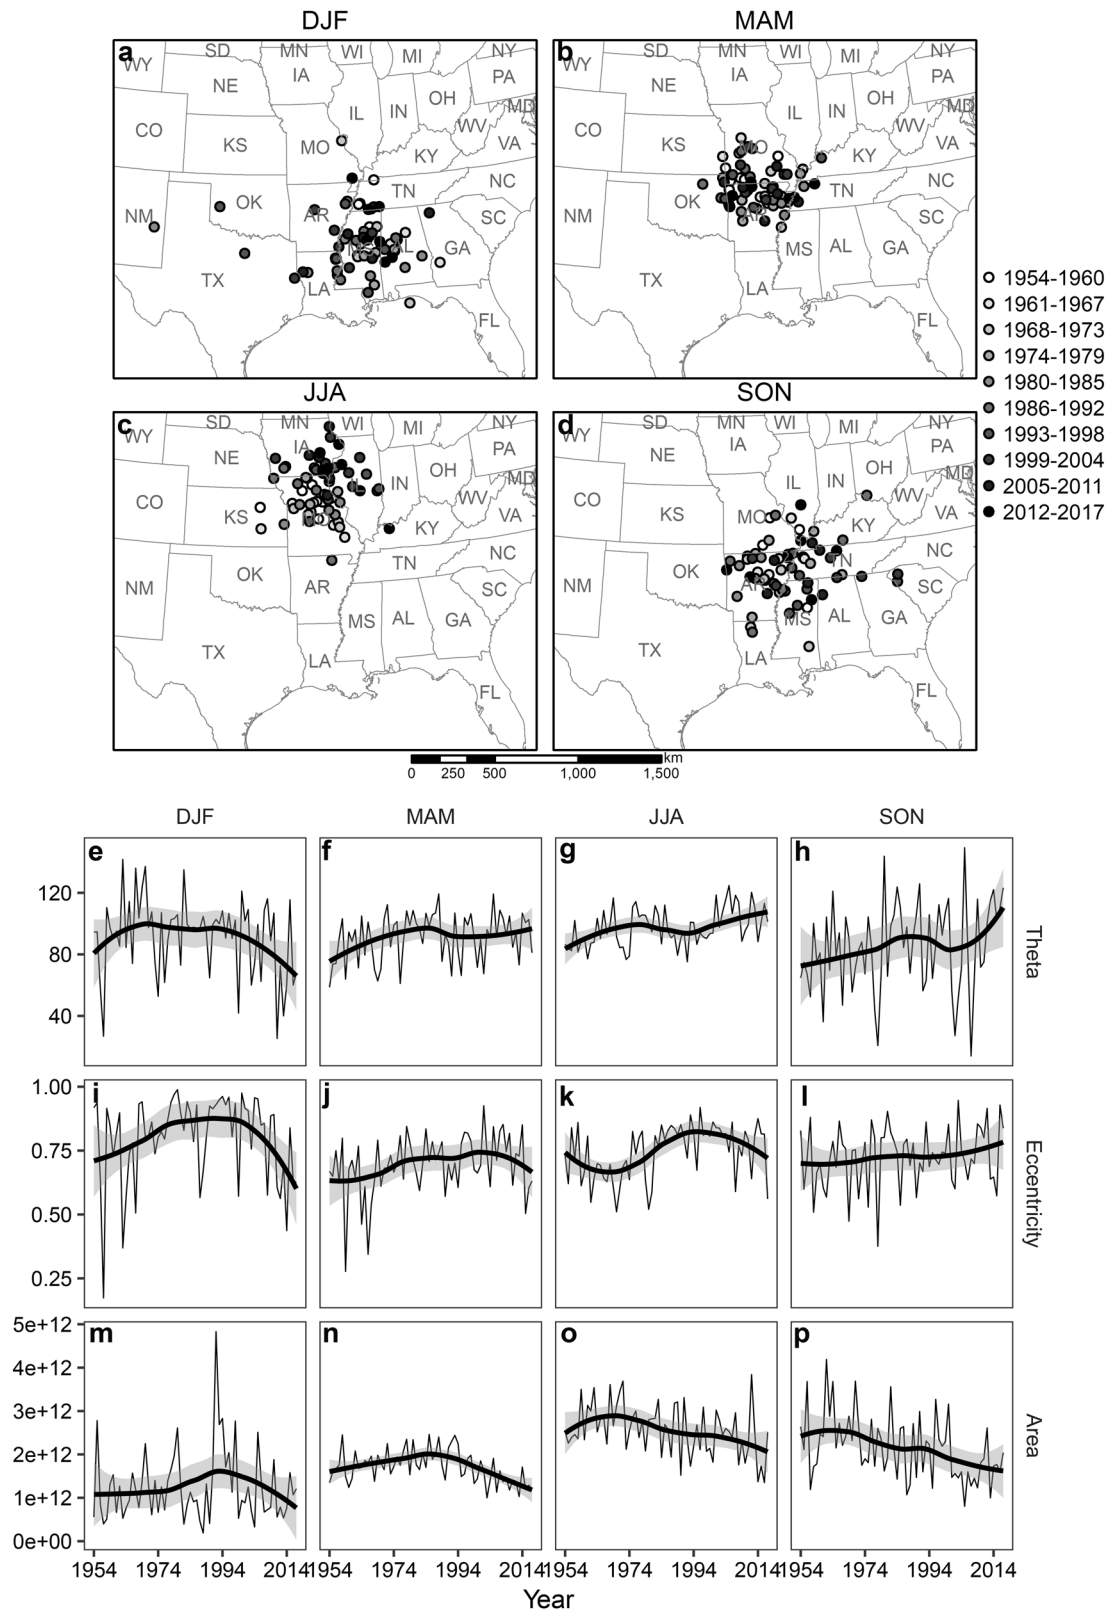 DJF
MAM
a
WY
SD
MN
WI
MI
NY
NE
IA
PA
IL
IN
OH
MD
CO
KS
MO
WV
VA
KY
NM
OK
TN
NC
AR
SC
AL
GA
TX
LA
FL
b
WY
SD
MN
WI
MI
NY
NE
IA
PA
IL
IN
OH
MD
CO
KS
MO
WV
VA
KY
NM
OK
TN
NC
AR
SC
MS
AL
GA
TX
LA
FL
1954-1960
1961-1967
1968-1973
1974-1979
1980-1985
1986-1992
1993-1998
1999-2004
2005-2011
2012-2017
JJA
SON
c
WY
SD
MN
WI
MI
NY
NE
IA
PA
IL
IN
OH
MD
CO
KS
MO
WV
VA
KY
NM
OK
TN
NC
AR
SC
MS
AL
GA
TX
LA
FL
d
WY
SD
MN
WI
MI
NY
NE
IA
PA
IL
IN
OH
MD
CO
KS
MO
WV
VA
KY
NM
OK
TN
NC
AR
SC
MS
AL
GA
TX
LA
FL
km
0 250 500 1,000 1,500
DJF MAM JJA SON
e f g h
120
80
40
Theta
i j k l
1.00
0.75
0.50
0.25
Eccentricity
m n o p
5e+12
4e+12
3e+12
2e+12
1e+12
0e+00
Area
1954 1974 1994 2014 1954 1974 1994 2014 1954 1974 1994 2014 1954 1974 1994 2014
Year